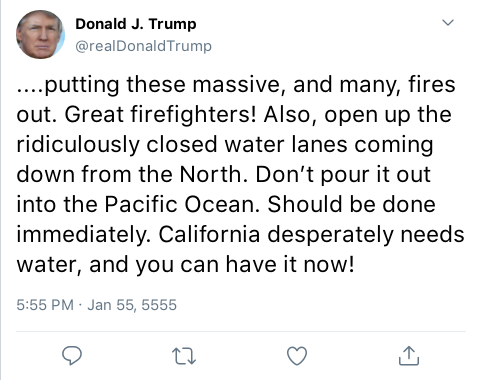 Donald J. Trump
@realDonaldTrump
....putting these massive, and many, fires
out. Great firefighters! Also, open up the
ridiculously closed water lanes coming
down from the North. Don’t pour it out
into the Pacific Ocean. Should be done
immediately. California desperately needs
water, and you can have it now!
5:55 PM · Jan 55, 5555